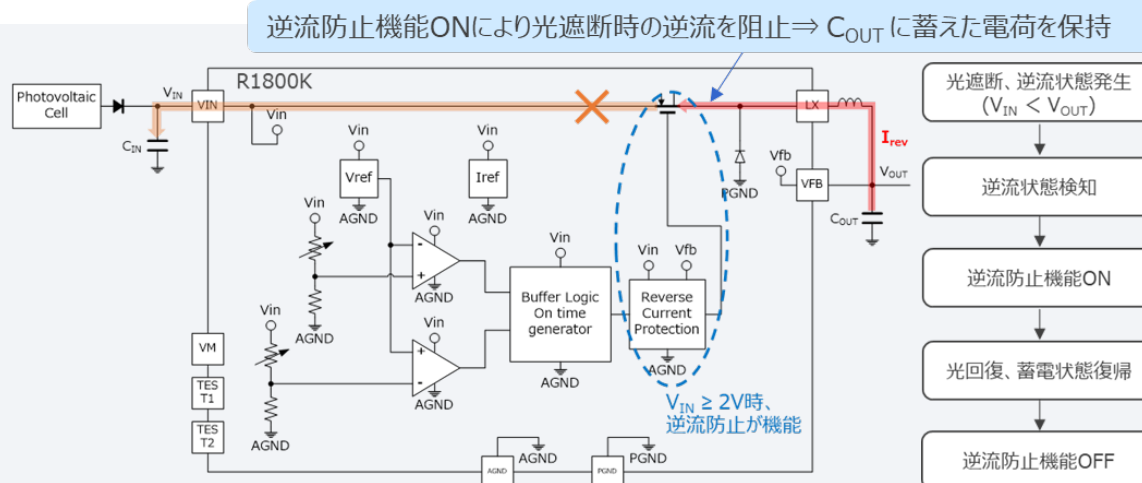 逆流防止機能ONにより光遮断時の逆流を阻止⇒ COUT に蓄えた電荷を保持
R1800K
Photovoltaic
Cell
VIN
VIN
CIN
Vin
Vin
Vref
AGND
Vin
Iref
AGND
Vin
Vin
-
+
AGND
AGND
Vin
Vin
+
-
AGND
AGND
Vin
Buffer Logic
On time
generator
AGND
Vin
Vfb
Reverse
Current
Protection
AGND
VIN ≥ 2V時、
逆流防止が機能
PGND
LX
Irev
Vfb
VFB
VOUT
COUT
VM
TES
T1
TES
T2
AGND
AGND
PGND
PGND
光遮断、逆流状態発生
(VIN < VOUT)
逆流状態検知
逆流防止機能ON
光回復、蓄電状態復帰
逆流防止機能OFF